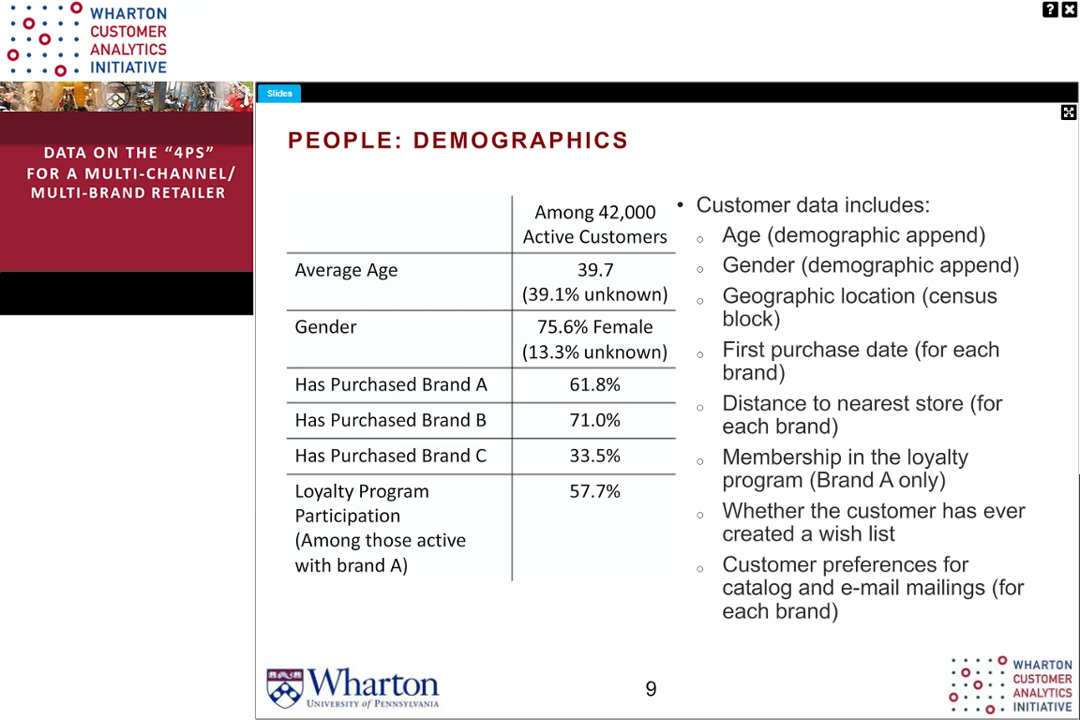 WHARTON
CUSTOMER
ANALYTICS
INITIATIVE
Slides
DATA ON THE “4PS”
FOR A MULTI-CHANNEL/
MULTI-BRAND RETAILER
PEOPLE: DEMOGRAPHICS
Among 42,000
Active Customers
Average Age
39.7
(39.1% unknown)
Gender
75.6% Female
(13.3% unknown)
Has Purchased Brand A
61.8%
Has Purchased Brand B
71.0%
Has Purchased Brand C
33.5%
Loyalty Program
Participation
(Among those active
with brand A)
57.7%
• Customer data includes:
○ Age (demographic append)
○ Gender (demographic append)
○ Geographic location (census
block)
○ First purchase date (for each
brand)
○ Distance to nearest store (for
each brand)
○ Membership in the loyalty
program (Brand A only)
○ Whether the customer has ever
created a wish list
○ Customer preferences for
catalog and e-mail mailings (for
each brand)
Wharton
UNIVERSITY OF PENNSYLVANIA
9
WHARTON
CUSTOMER
ANALYTICS
INITIATIVE